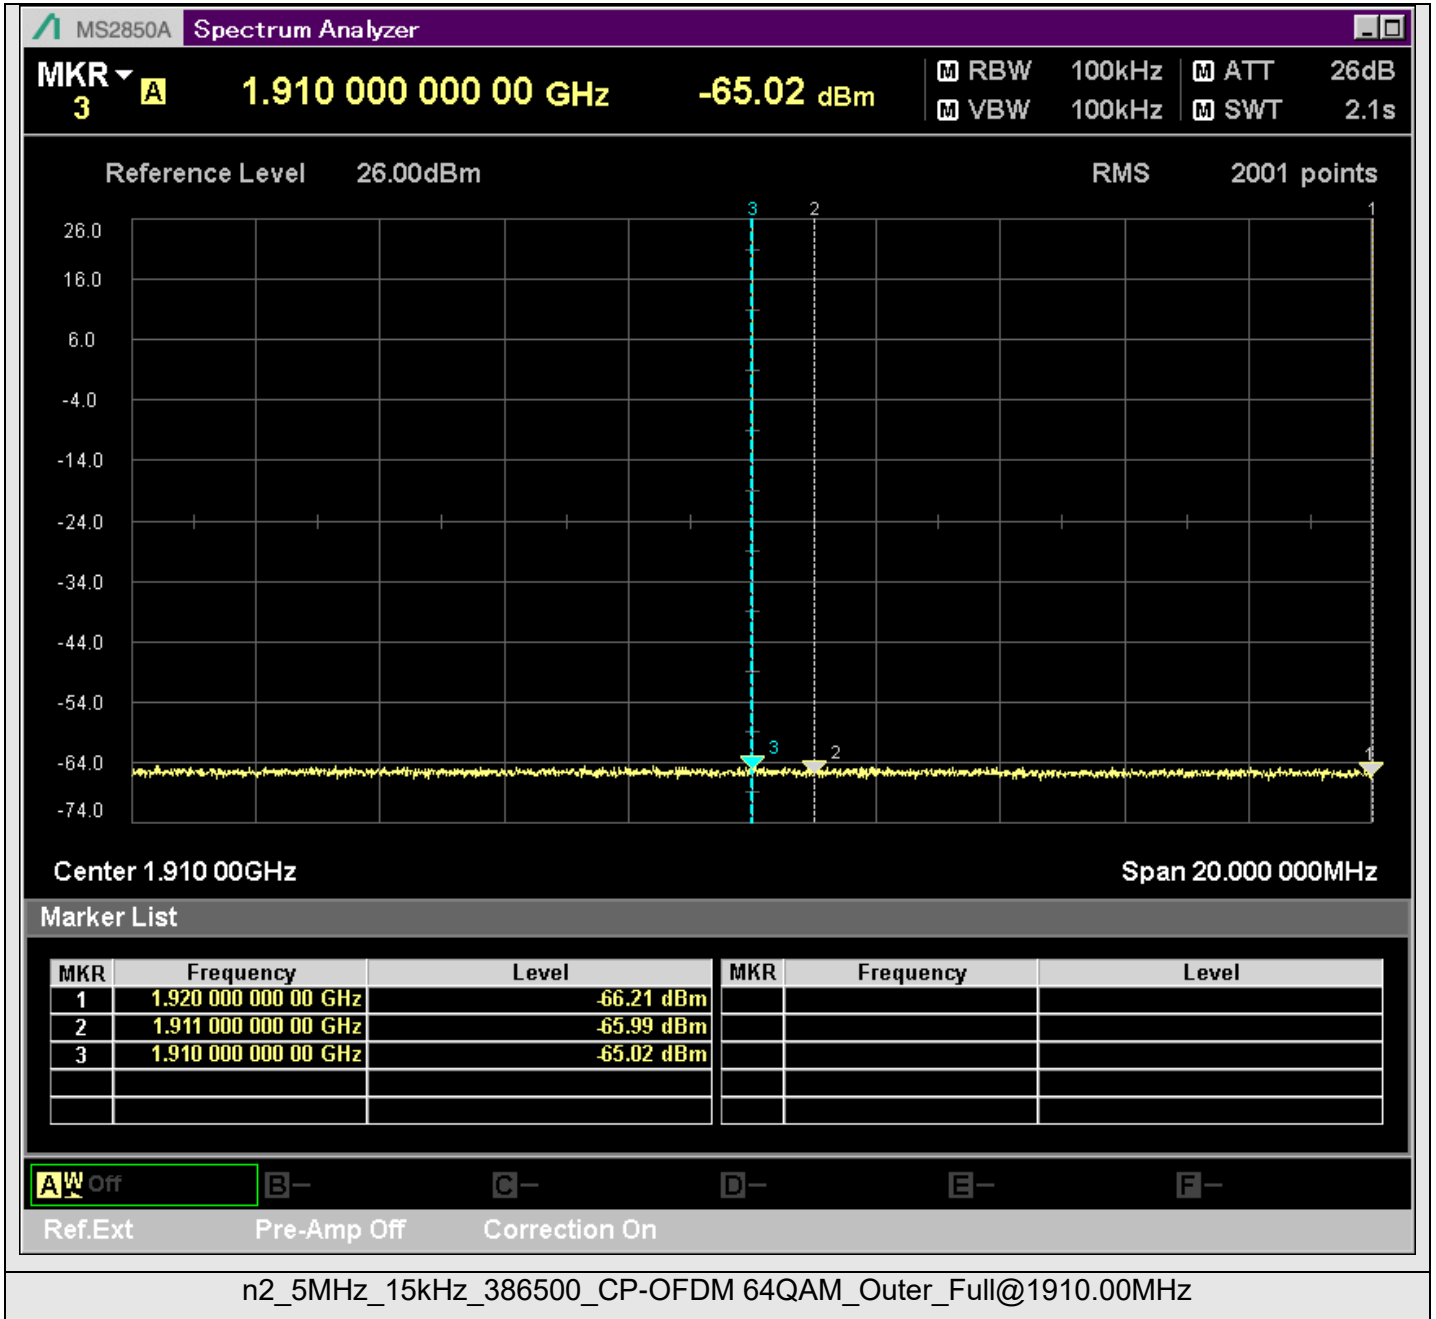 MS2850A Spectrum Analyzer
MKR 3 A 1.910 000 000 00 GHz -65.02 dBm
M RBW 100kHz M ATT 26dB
M VBW 100kHz M SWT 2.1s
Reference Level 26.00dBm RMS 2001 points
3 2 1
26.0
16.0
6.0
-4.0
-14.0
-24.0
-34.0
-44.0
-54.0
3 2 1
-64.0
-74.0
Center 1.910 00GHz Span 20.000 000MHz
Marker List
MKR Frequency Level MKR Frequency Level
1 1.920 000 000 00 GHz -66.21 dBm
2 1.911 000 000 00 GHz -65.99 dBm
3 1.910 000 000 00 GHz -65.02 dBm
A W Off B – C – D – E – F –
Ref.Ext Pre-Amp Off Correction On
n2_5MHz_15kHz_386500_CP-OFDM 64QAM_Outer_Full@1910.00MHz